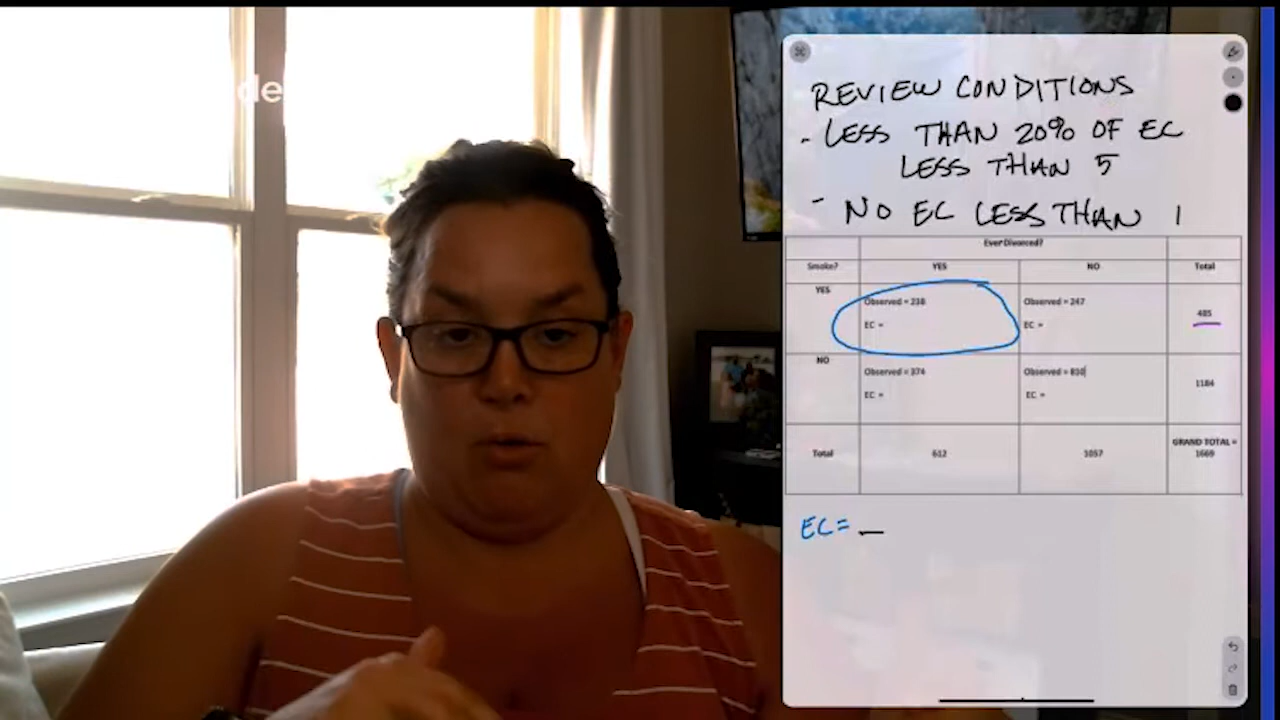 de
REVIEW CONDITIONS
- LESS THAN 20% OF EC
LESS THAN 5
- NO EC LESS THAN 1
Ever Divorced?
Smoke? YES NO Total
YES Observed = 238 Observed = 247 485
EC = EC =
NO Observed = 374 Observed = 810 1184
EC = EC =
Total 612 1057 GRAND TOTAL = 1669
EC =